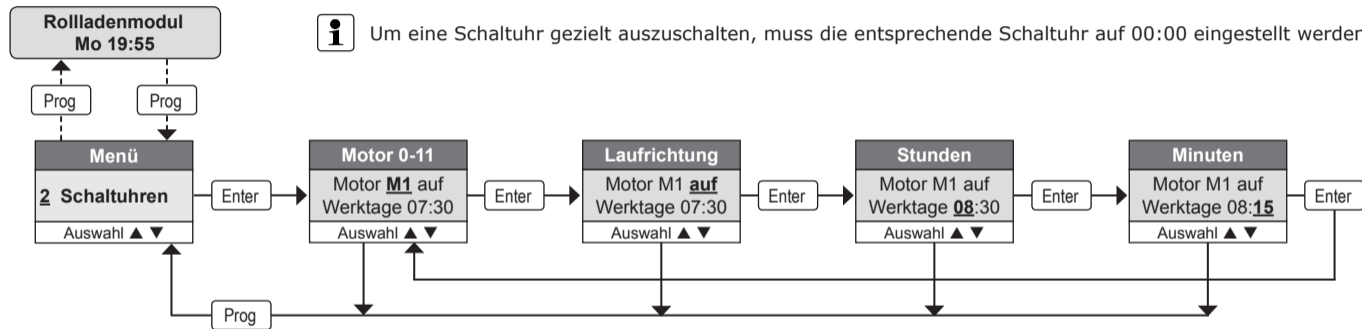 Rollladenmodul
Mo 19:55
Um eine Schaltuhr gezielt auszuschalten, muss die entsprechende Schaltuhr auf 00:00 eingestellt werden
Prog
Prog
Menü
2 Schaltuhren
Auswahl ▲ ▼
Enter
Motor 0-11
Motor M1 auf
Werktage 07:30
Auswahl ▲ ▼
Enter
Laufrichtung
Motor M1 auf
Werktage 07:30
Auswahl ▲ ▼
Enter
Stunden
Motor M1 auf
Werktage 08:30
Auswahl ▲ ▼
Enter
Minuten
Motor M1 auf
Werktage 08:15
Auswahl ▲ ▼
Enter
Prog